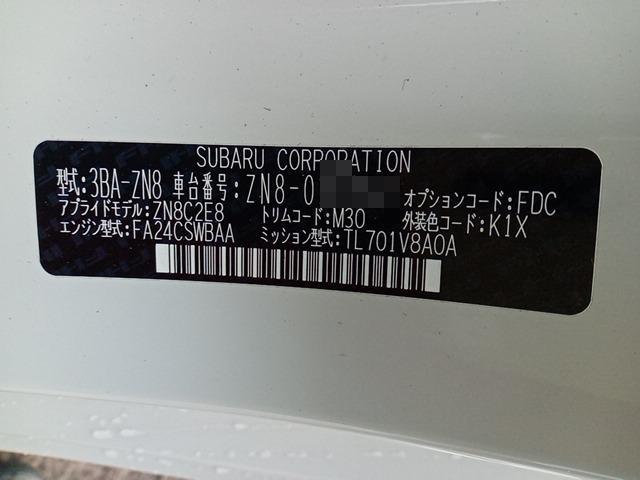 SUBARU CORPORATION
型式:3BA-ZN8 車台番号:ZN8-0
アプライドモデル:ZN8C2E8 トリムコード:M30 オプションコード:FDC
エンジン型式:FA24CSWBAA ミッション型式:TL701V8A0A 外装色コード:K1X